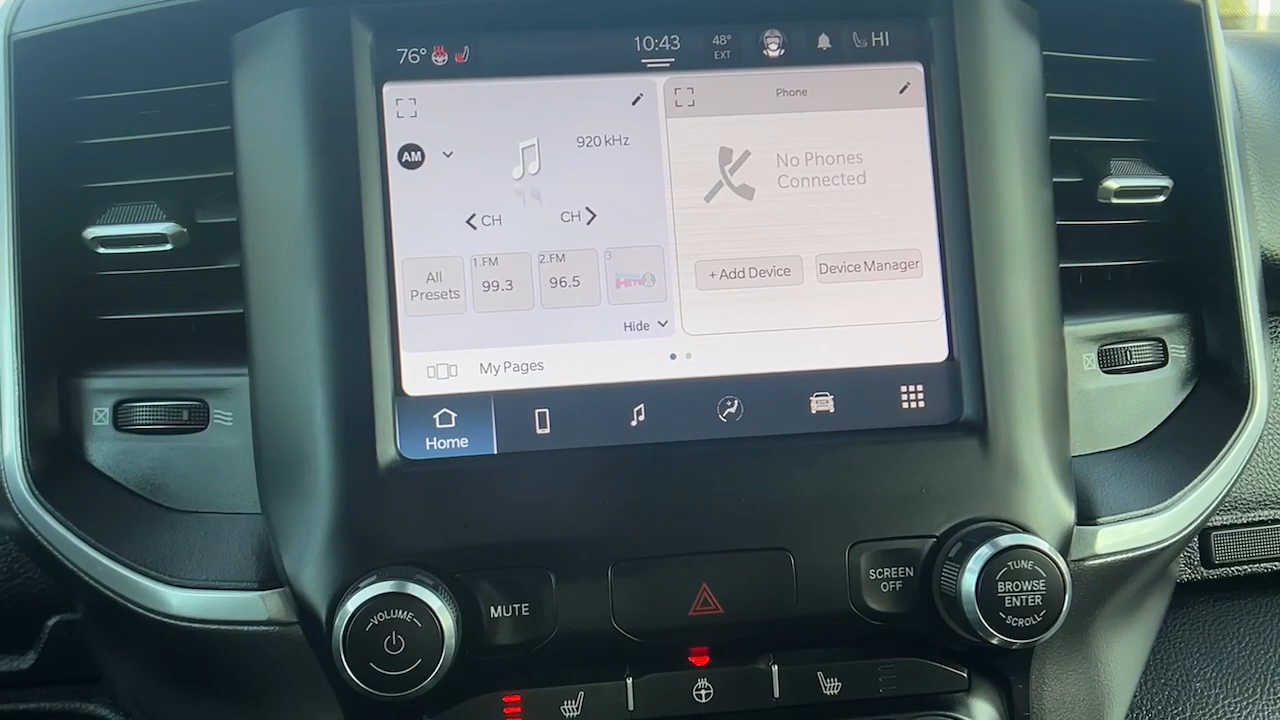 76°
10:43
48°
EXT
HI
AM
920 kHz
CH
CH
All
Presets
1.FM
99.3
2.FM
96.5
3
Hide
My Pages
Phone
No Phones
Connected
+ Add Device
Device Manager
Home
VOLUME
MUTE
SCREEN
OFF
TUNE
BROWSE
ENTER
SCROLL